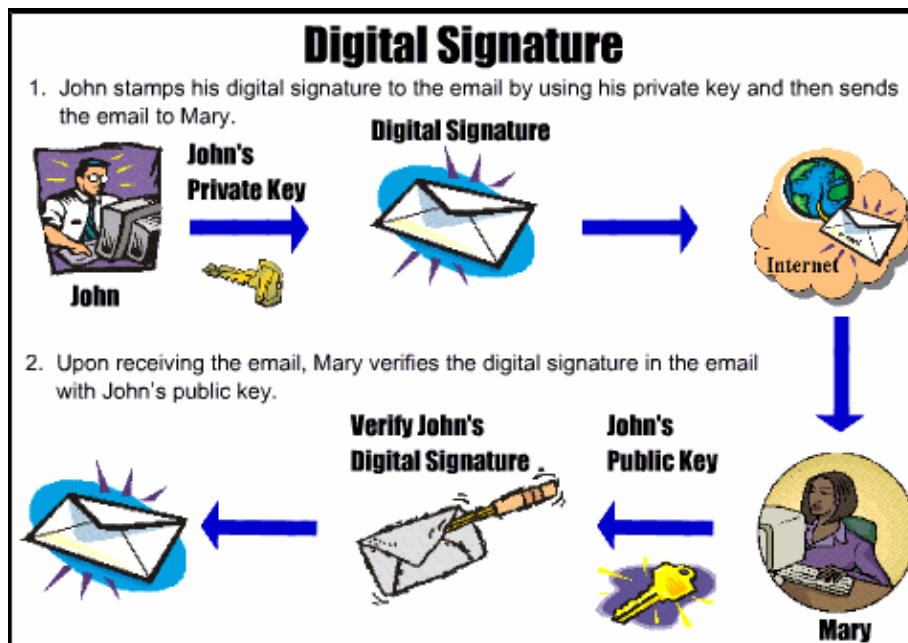 Digital Signature
1. John stamps his digital signature to the email by using his private key and then sends
the email to Mary.
Digital Signature
John's
Private Key
John
Internet
2. Upon receiving the email, Mary verifies the digital signature in the email
with John's public key.
Verify John's
Digital Signature .
John's
Public Key
Mary